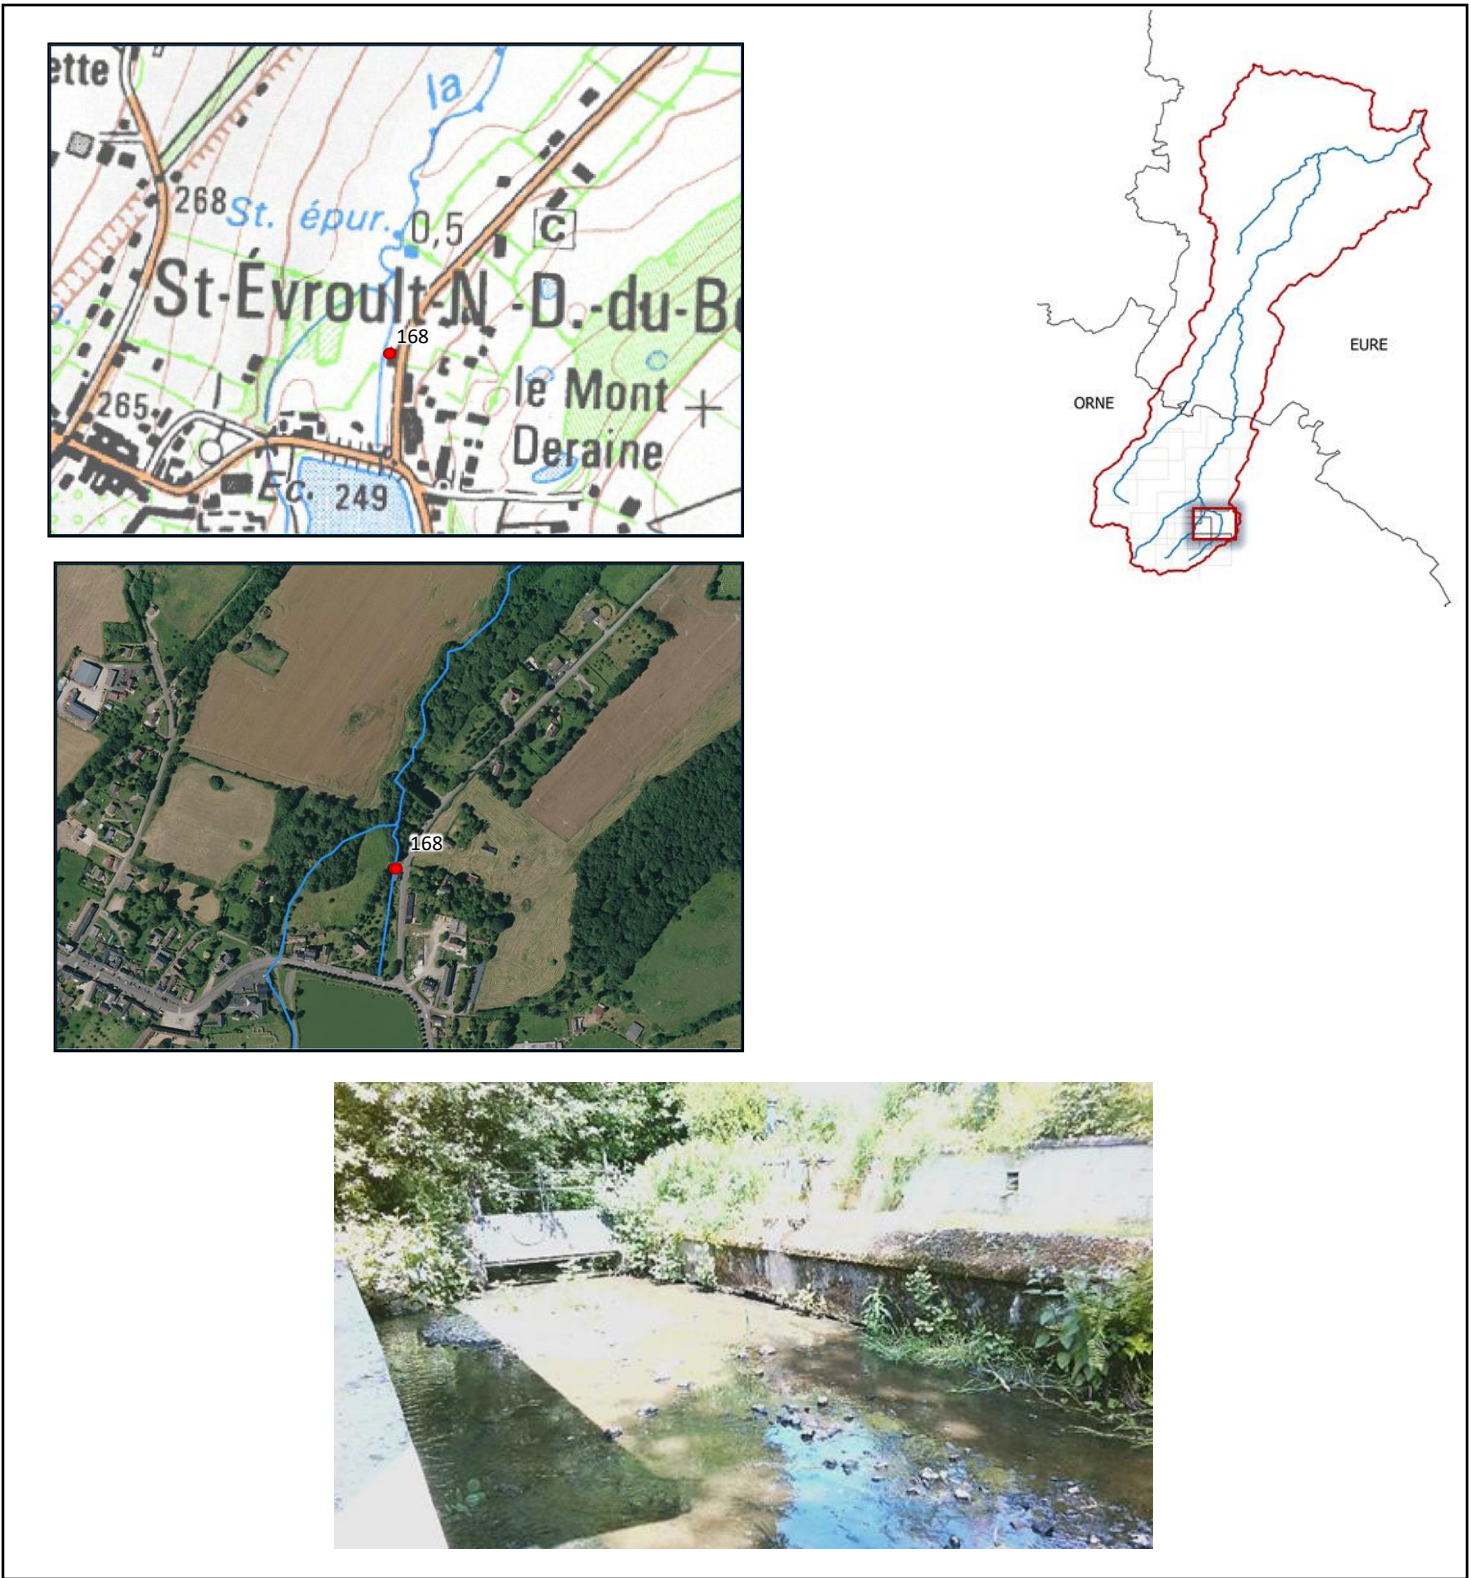 ette
la
268
St. épur.
0,5
C
St-Évroult-N.-D.-du-Bo
168
le Mont
265
Deraine
Ec.
249
168
ORNE
EURE